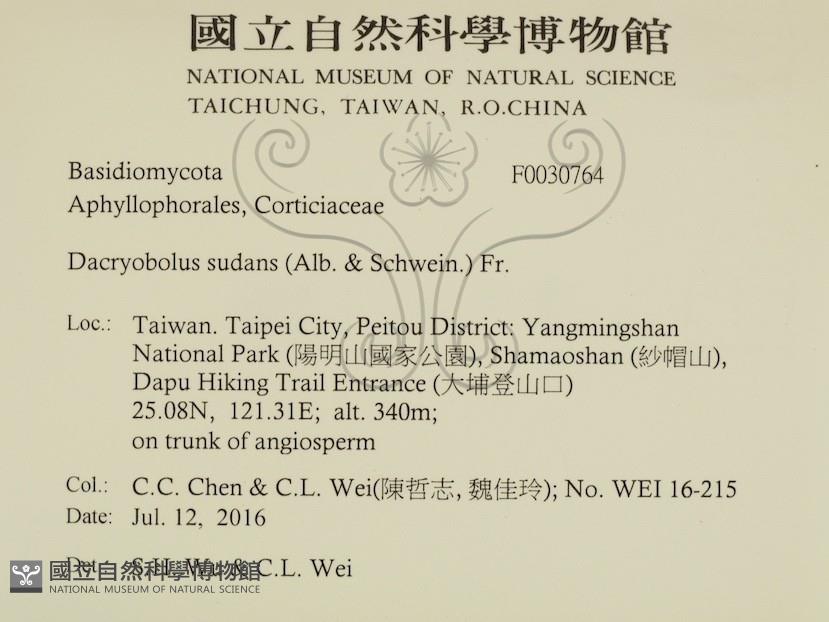 國立自然科學博物館
NATIONAL MUSEUM OF NATURAL SCIENCE
TAICHUNG, TAIWAN, R.O.CHINA
Basidiomycota F0030764
Aphyllophorales, Corticiaceae
Dacryobolus sudans (Alb. & Schwein.) Fr.
Loc.: Taiwan. Taipei City, Peitou District: Yangmingshan
National Park (陽明山國家公園), Shamaoshan (紗帽山),
Dapu Hiking Trail Entrance (大埔登山口)
25.08N, 121.31E; alt. 340m;
on trunk of angiosperm
Col.: C.C. Chen & C.L. Wei(陳哲志, 魏佳玲); No. WEI 16-215
Date: Jul. 12, 2016
Det.: S.H. Wu & C.L. Wei
國立自然科學博物館
NATIONAL MUSEUM OF NATURAL SCIENCE